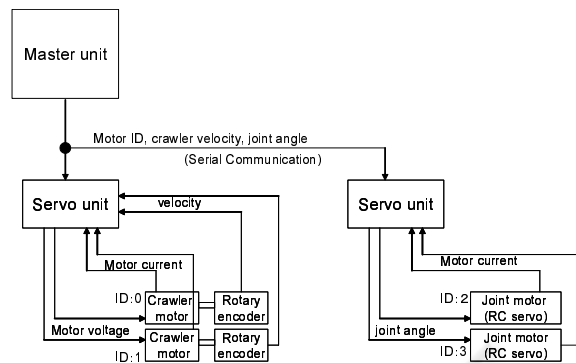 Master unit
Motor ID, crawler velocity, joint angle
(Serial Communication)
Servo unit
velocity
Motor current
ID:0
Crawler
motor
Rotary
encoder
Motor voltage
ID:1
Crawler
motor
Rotary
encoder
Servo unit
Motor current
ID:2
Joint motor
(RC servo)
joint angle
ID:3
Joint motor
(RC servo)